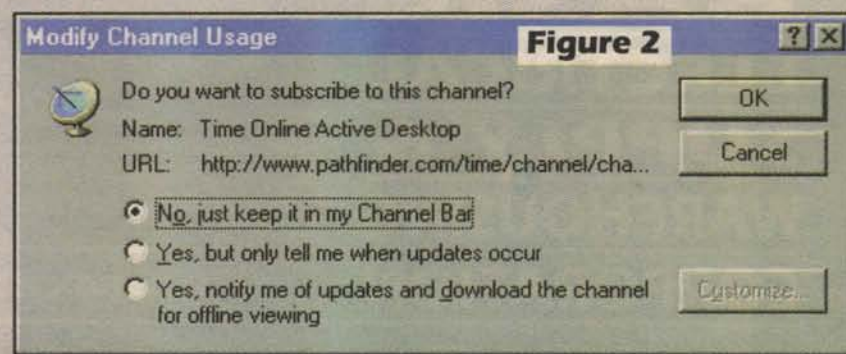 Modify Channel Usage
Figure 2
Do you want to subscribe to this channel?
Name: Time Online Active Desktop
URL: http://www.pathfinder.com/time/channel/cha...
OK
Cancel
No, just keep it in my Channel Bar
Yes, but only tell me when updates occur
Yes, notify me of updates and download the channel
for offline viewing
Customize...